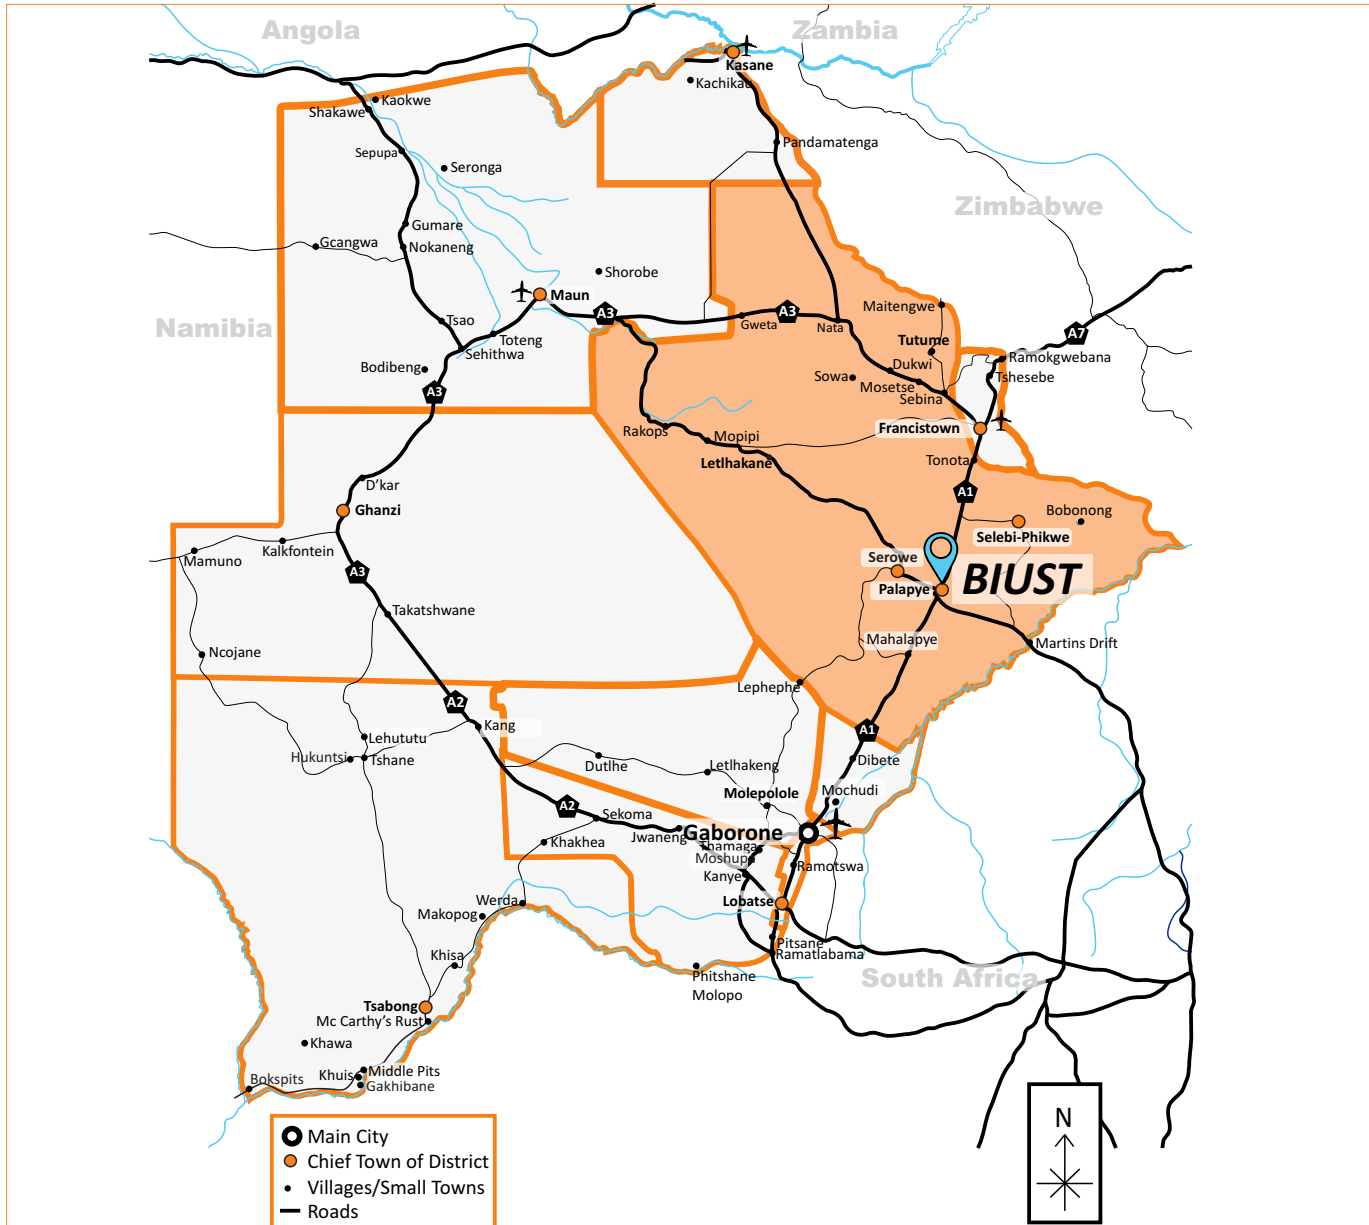 Angola
Zambia
Kasane
Kachikau
Kaokwe
Shakawe
Pandamatenga
Sepupa
Seronga
Zimbabwe
Gumare
Gcangwa
Nokaneng
Shorobe
Maun
Maitengwe
A3
A3
Namibia
Tsao
Gweta
Nata
A7
Toteng
Tutume
Sehithwa
Ramokgwebana
Bodibeng
Dukwi
Sowa
Mosetse
Tshesebe
A3
Sebina
Rakops
Mopipi
Francistown
Letlhakane
Tonota
D'kar
A1
Ghanzi
Bobonong
Selebi-Phikwe
Kalkfontein
Mamuno
Serowe
A3
BIUST
Palapye
Takatshwane
Mahalapye
Martins Drift
Ncojane
Lephephe
A2
Kang
A1
Lehututu
Hukuntsi
Tshane
Dutlhe
Letlhakeng
Dibete
Molepolole
Mochudi
A2
Sekoma
Gaborone
Jwaneng
Khakhea
Thamaga
Moshupa
Ramotswa
Kanye
Werda
Lobatse
Makopog
Pitsane
Ramatlabama
Khisa
Phitshane
Molopo
South Africa
Tsabong
Mc Carthy's Rust
Khawa
Middle Pits
Khuis
Bokspits
Gakhibane
N
Main City
Chief Town of District
Villages/Small Towns
Roads